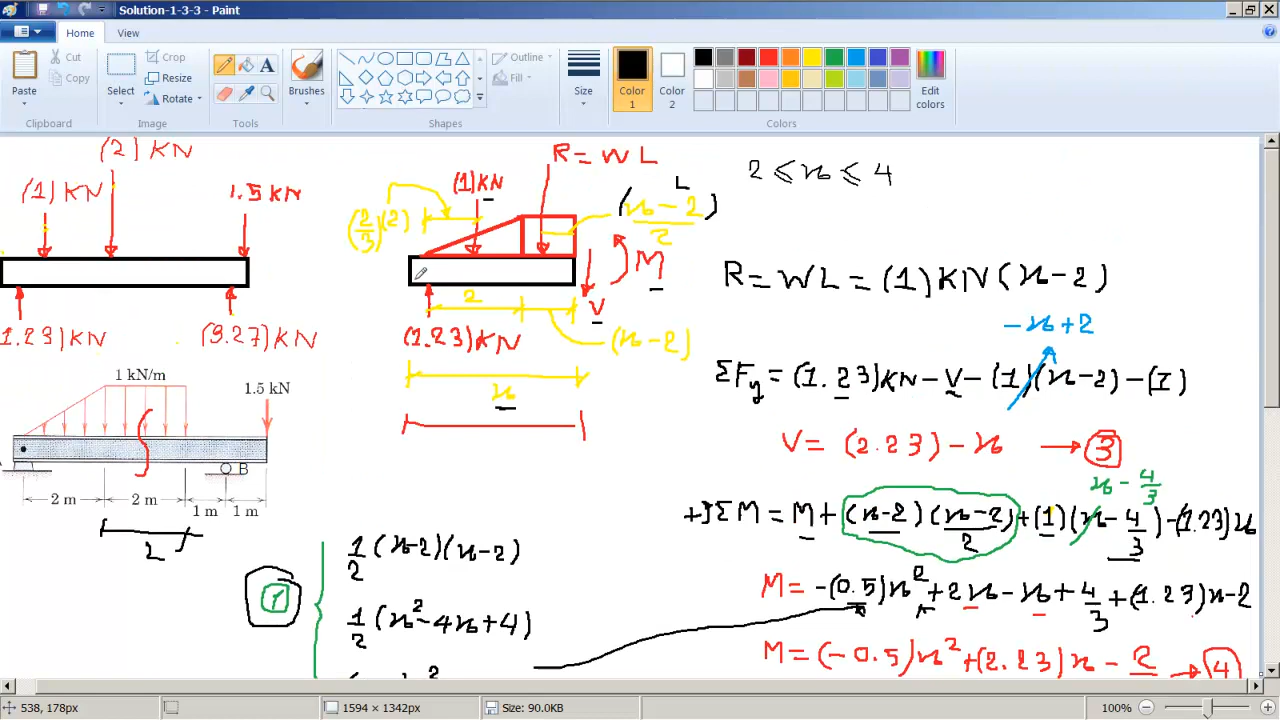 Solution-1-3-3 - Paint
Home
View
Paste
Cut
Copy
Clipboard
Select
Crop
Resize
Rotate
Image
A
Tools
Brushes
Outline
Fill
Shapes
Size
Color 1
Color 2
Edit colors
Colors
(2) KN
(1) KN
1.5 KN
1.23) KN
(3.27) KN
1 kN/m
1.5 kN
B
2 m
2 m
1 m
1 m
2
R = WL
(1) KN
L
(2/3)(2)
(x-2)/2
M
V
2
(1.23) KN
(x-2)
x
2 ≤ x ≤ 4
R = WL = (1) KN (x-2)
-x+2
ΣFy = (1.23) KN - V - (1)(x-2) - (1)
V = (2.23) - x → 3
x - 4/3
+ΣM = M + (x-2)(x-2)/2 + (1)(x - 4/3) - (1.23)x
M = -(0.5)x² + 2x - x + 4/3 + (1.23)x - 2
M = (-0.5)x² + (2.23)x - 2 → 4
1/2 (x-2)(x-2)
1
1/2 (x² - 4x + 4)
538, 178px
1594 × 1342px
Size: 90.0KB
100%